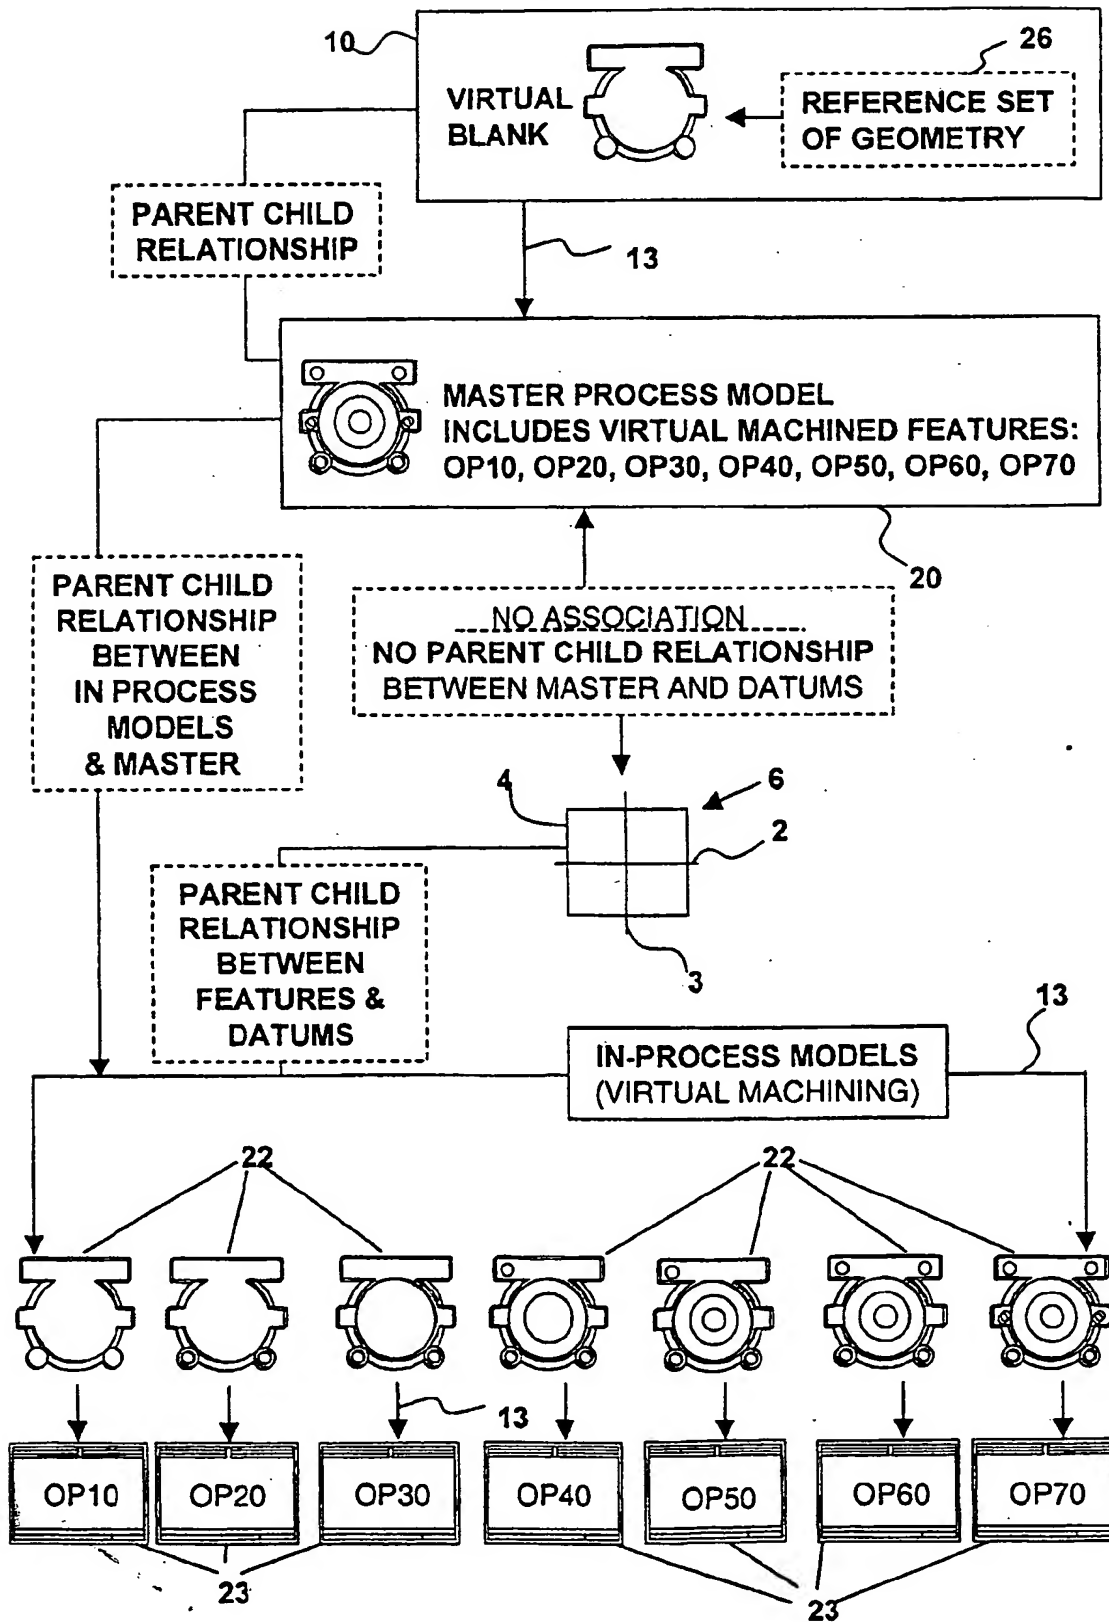 10
26
VIRTUAL
BLANK
REFERENCE SET
OF GEOMETRY
PARENT CHILD
RELATIONSHIP
13
MASTER PROCESS MODEL
INCLUDES VIRTUAL MACHINED FEATURES:
OP10, OP20, OP30, OP40, OP50, OP60, OP70
20
PARENT CHILD
RELATIONSHIP
BETWEEN
IN PROCESS
MODELS
& MASTER
NO ASSOCIATION
NO PARENT CHILD RELATIONSHIP
BETWEEN MASTER AND DATUMS
4
6
2
3
PARENT CHILD
RELATIONSHIP
BETWEEN
FEATURES &
DATUMS
13
IN-PROCESS MODELS
(VIRTUAL MACHINING)
22
22
13
OP10
OP20
OP30
OP40
OP50
OP60
OP70
23
23